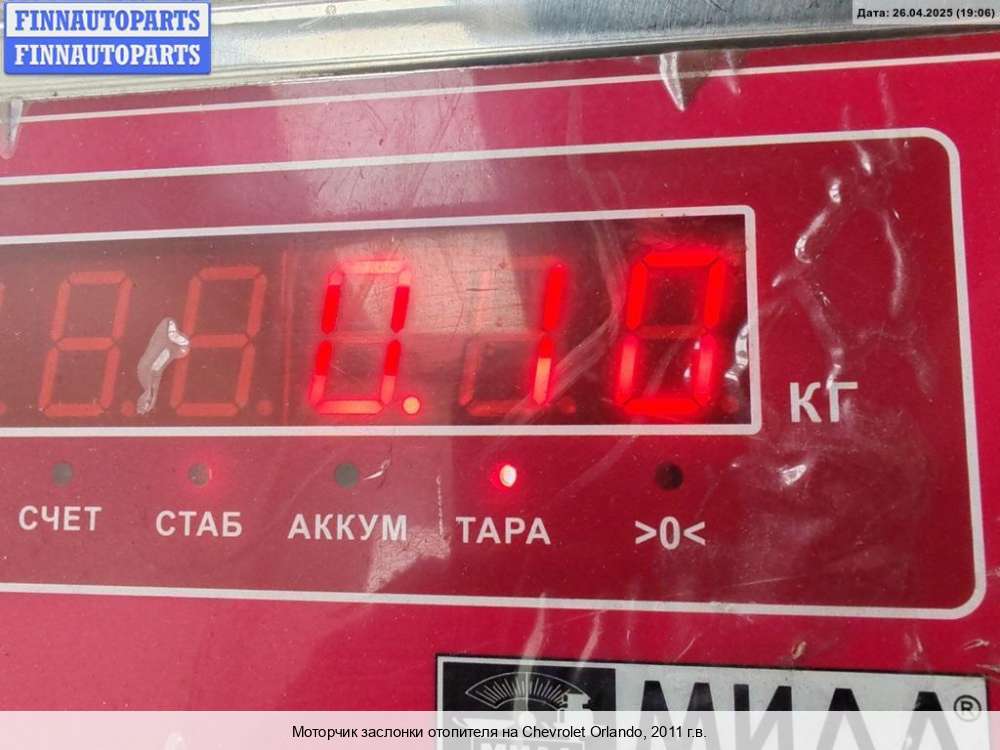 FINNAUTOPARTS
FINNAUTOPARTS
Дата: 26.04.2025 (19:06)
0.10
КГ
СЧЕТ СТАБ АККУМ ТАРА >0<
®
Моторчик заслонки отопителя на Chevrolet Orlando, 2011 г.в.